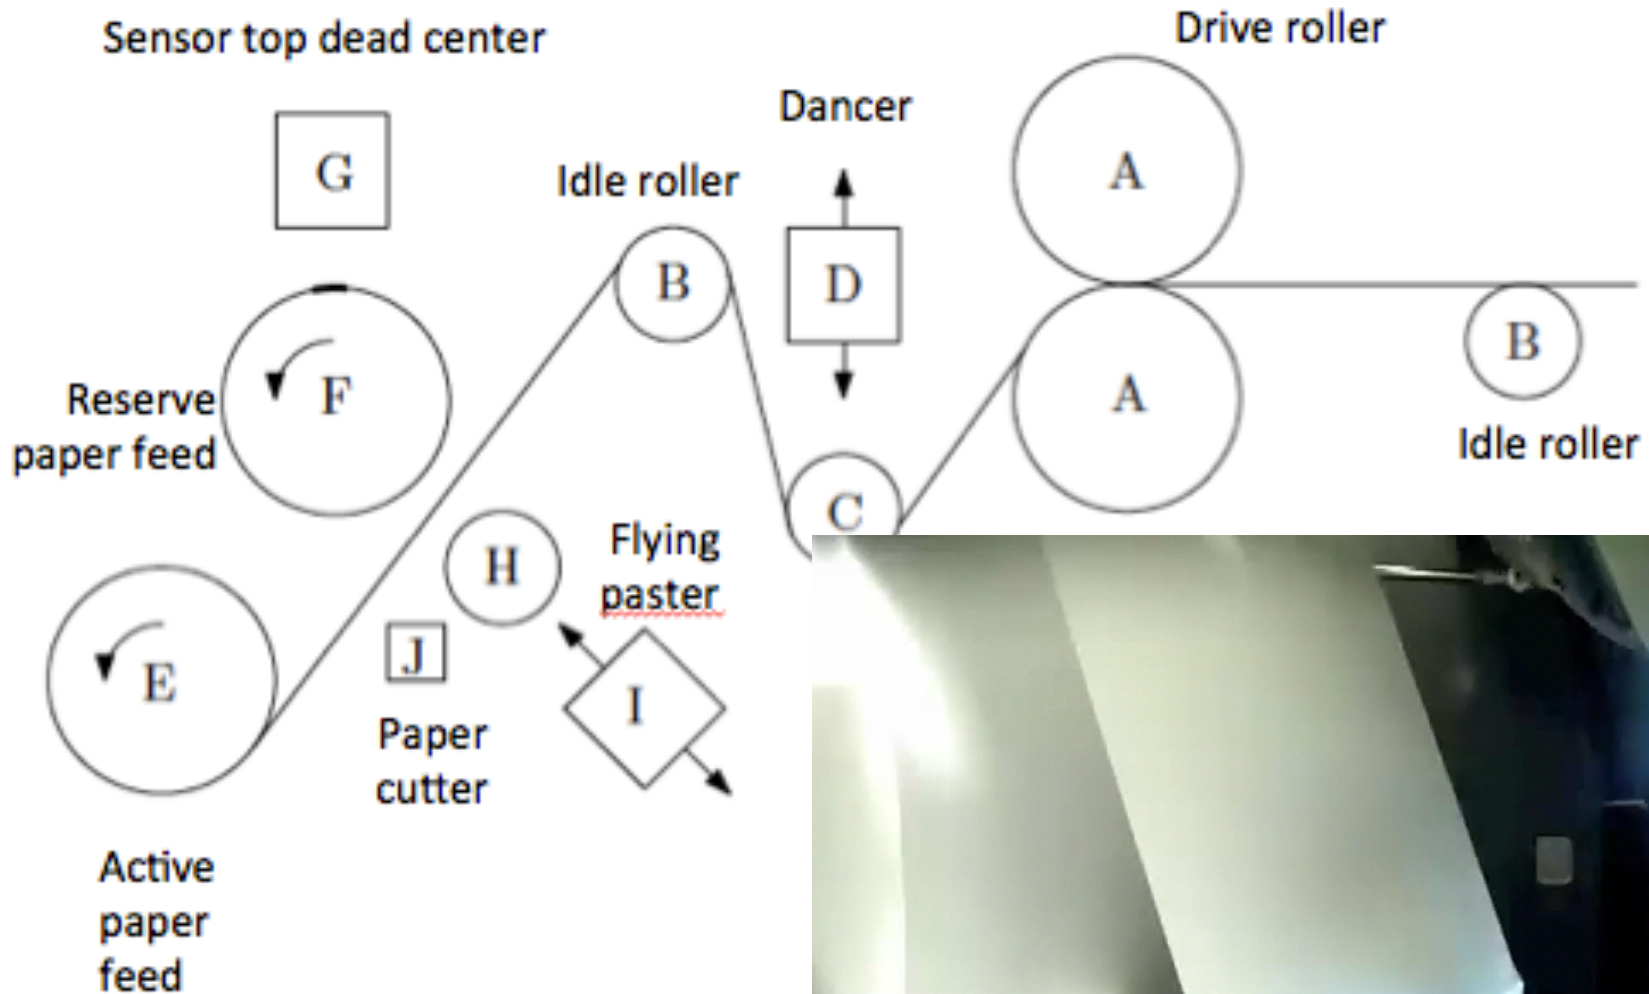 Sensor top dead center
Drive roller
Dancer
G
A
Idle roller
B
D
F
Reserve
paper feed
A
B
Idle roller
C
H
Flying
paster
J
E
I
Paper
cutter
Active
paper
feed